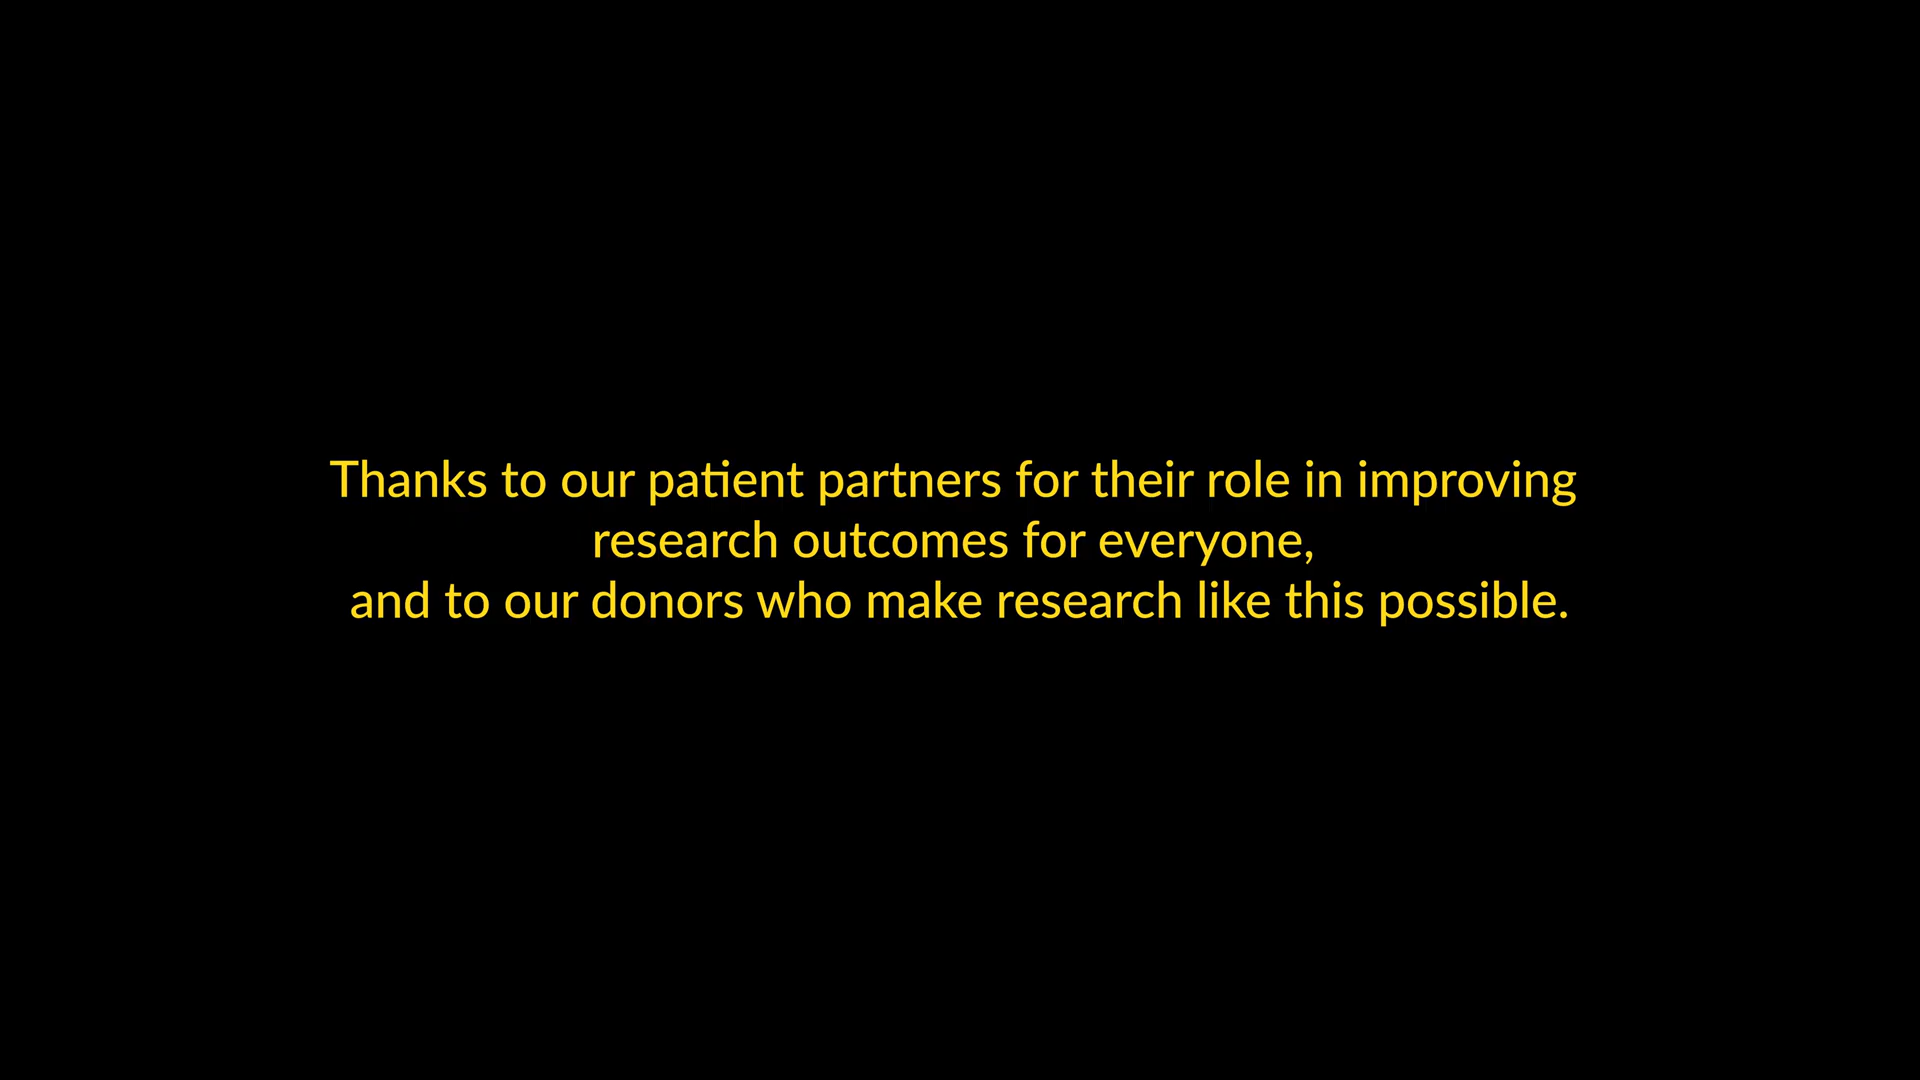 Thanks to our patient partners for their role in improving
research outcomes for everyone,
and to our donors who make research like this possible.